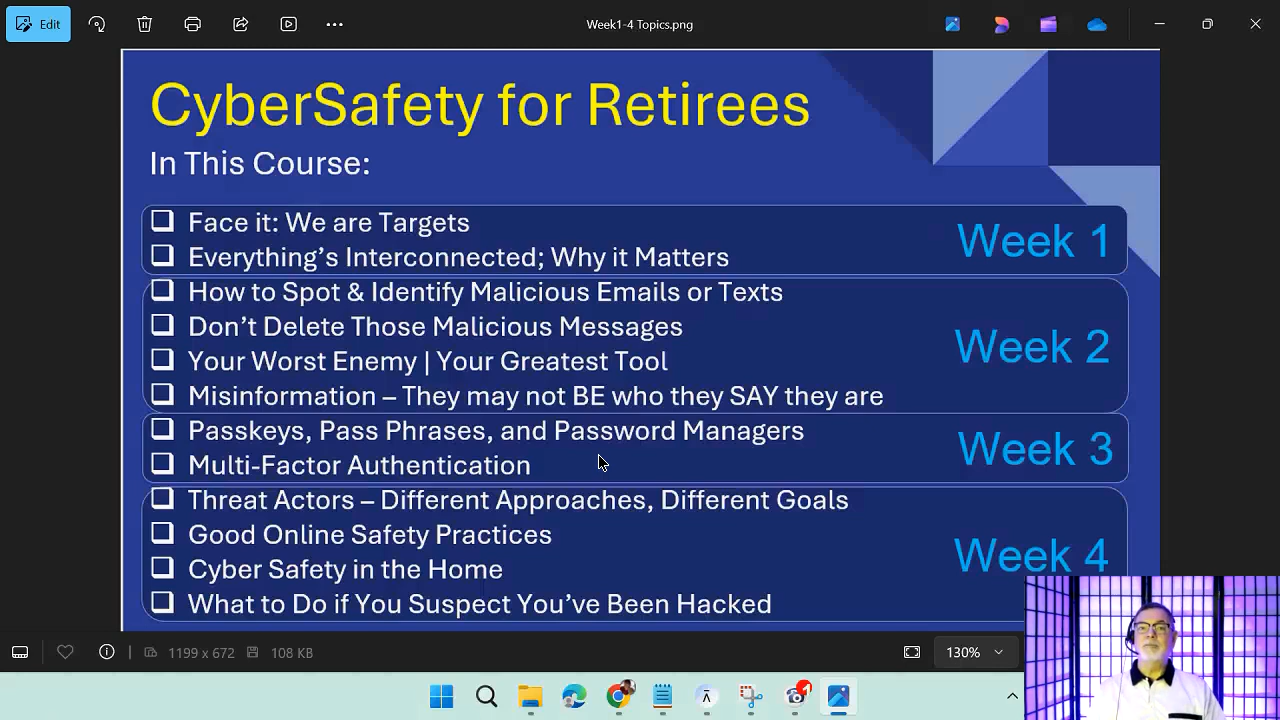 Edit
Week1-4 Topics.png
CyberSafety for Retirees
In This Course:
❑ Face it: We are Targets
❑ Everything’s Interconnected; Why it Matters
Week 1
❑ How to Spot & Identify Malicious Emails or Texts
❑ Don’t Delete Those Malicious Messages
❑ Your Worst Enemy | Your Greatest Tool
❑ Misinformation – They may not BE who they SAY they are
Week 2
❑ Passkeys, Pass Phrases, and Password Managers
❑ Multi-Factor Authentication
Week 3
❑ Threat Actors – Different Approaches, Different Goals
❑ Good Online Safety Practices
❑ Cyber Safety in the Home
❑ What to Do if You Suspect You’ve Been Hacked
Week 4
1199 x 672
108 KB
130%
1